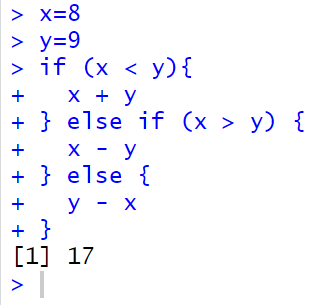 > x=8
> y=9
> if (x < y){
+   x + y
+ } else if (x > y) {
+   x - y
+ } else {
+   y - x
+ }
[1] 17
>